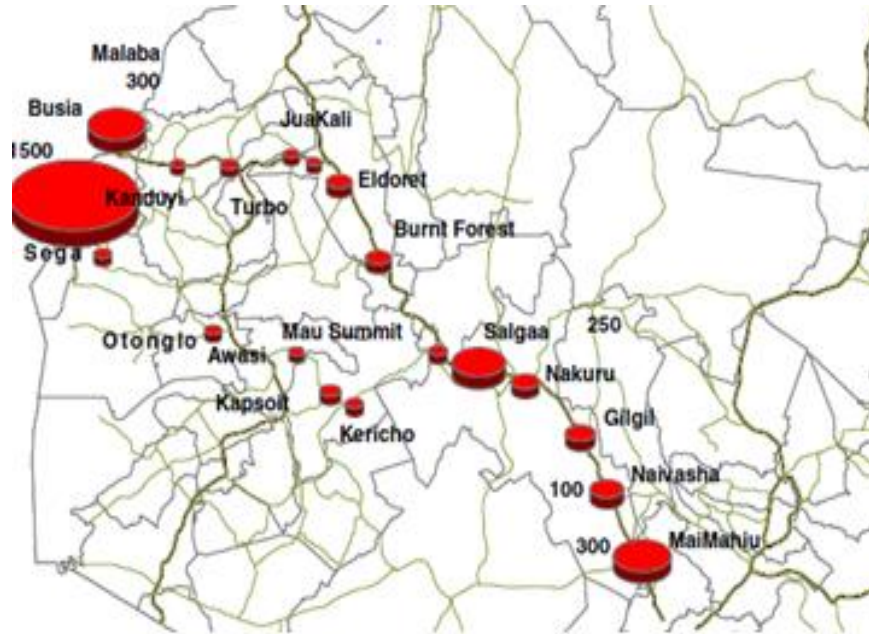 Malaba
300
Busia
1500
JuaKali
Kanduyi
Turbo
Eldoret
Burnt Forest
Sega
Otonglo
Awasi
Mau Summit
Salgaa
250
Nakuru
Kapsoit
Kericho
Gilgil
Naivasha
100
300
MaiMahiu